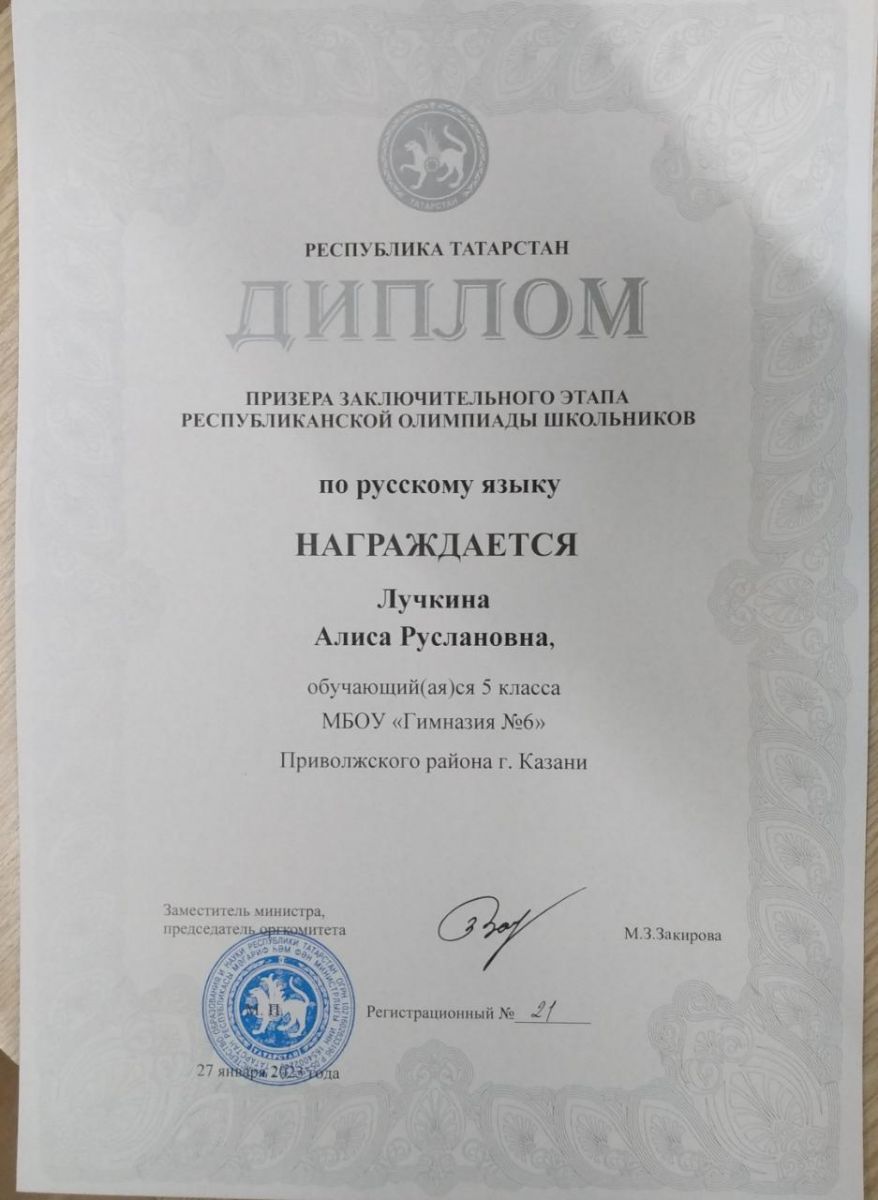 ТАТАРСТАН
РЕСПУБЛИКА ТАТАРСТАН
ДИПЛОМ
ПРИЗЕРА ЗАКЛЮЧИТЕЛЬНОГО ЭТАПА
РЕСПУБЛИКАНСКОЙ ОЛИМПИАДЫ ШКОЛЬНИКОВ
по русскому языку
НАГРАЖДАЕТСЯ
Лучкина
Алиса Руслановна,
обучающий(ая)ся 5 класса
МБОУ «Гимназия №6»
Приволжского района г. Казани
Заместитель министра,
председатель оргкомитета
М.З.Закирова
М. П.
ТАТАРСТАН
Регистрационный № 21
27 января 2023 года